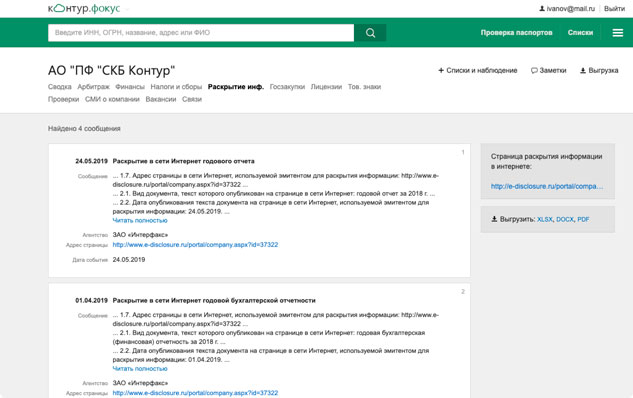 контур.фокус
ivanov@mail.ru Выйти
Введите ИНН, ОГРН, название, адрес или ФИО
Проверка паспортов Списки
АО "ПФ "СКБ Контур"
Списки и наблюдение Заметки Выгрузка
Сводка Арбитраж Финансы Налоги и сборы Раскрытие инф. Госзакупки Лицензии Тов. знаки
Проверки СМИ о компании Вакансии Связи
Найдено 4 сообщения
1
24.05.2019 Раскрытие в сети Интернет годового отчета
Сообщение ... 1.7. Адрес страницы в сети Интернет, используемой эмитентом для раскрытия информации: http://www.e-
disclosure.ru/portal/company.aspx?id=37322 ...
... 2.1. Вид документа, текст которого опубликован на странице в сети Интернет: годовой отчет за 2018 г. ...
... 2.2. Дата опубликования текста документа на странице в сети Интернет, используемой эмитентом для
раскрытия информации: 24.05.2019. ...
Читать полностью
Агентство ЗАО «Интерфакс»
Адрес страницы http://www.e-disclosure.ru/portal/company.aspx?id=37322
Дата события 24.05.2019
Страница раскрытия информации
в интернете:
http://e-disclosure.ru/portal/compa...
Выгрузить: XLSX, DOCX, PDF
2
01.04.2019 Раскрытие в сети Интернет годовой бухгалтерской отчетности
Сообщение ... 1.7. Адрес страницы в сети Интернет, используемой эмитентом для раскрытия информации: http://www.e-
disclosure.ru/portal/company.aspx?id=37322 ...
... 2.1. Вид документа, текст которого опубликован на странице в сети Интернет: годовая бухгалтерская
(финансовая) отчетность за 2018 г. ...
... 2.2. Дата опубликования текста документа на странице в сети Интернет, используемой эмитентом для
раскрытия информации: 01.04.2019. ...
Читать полностью
Агентство ЗАО «Интерфакс»
Адрес страницы http://www.e-disclosure.ru/portal/company.aspx?id=37322